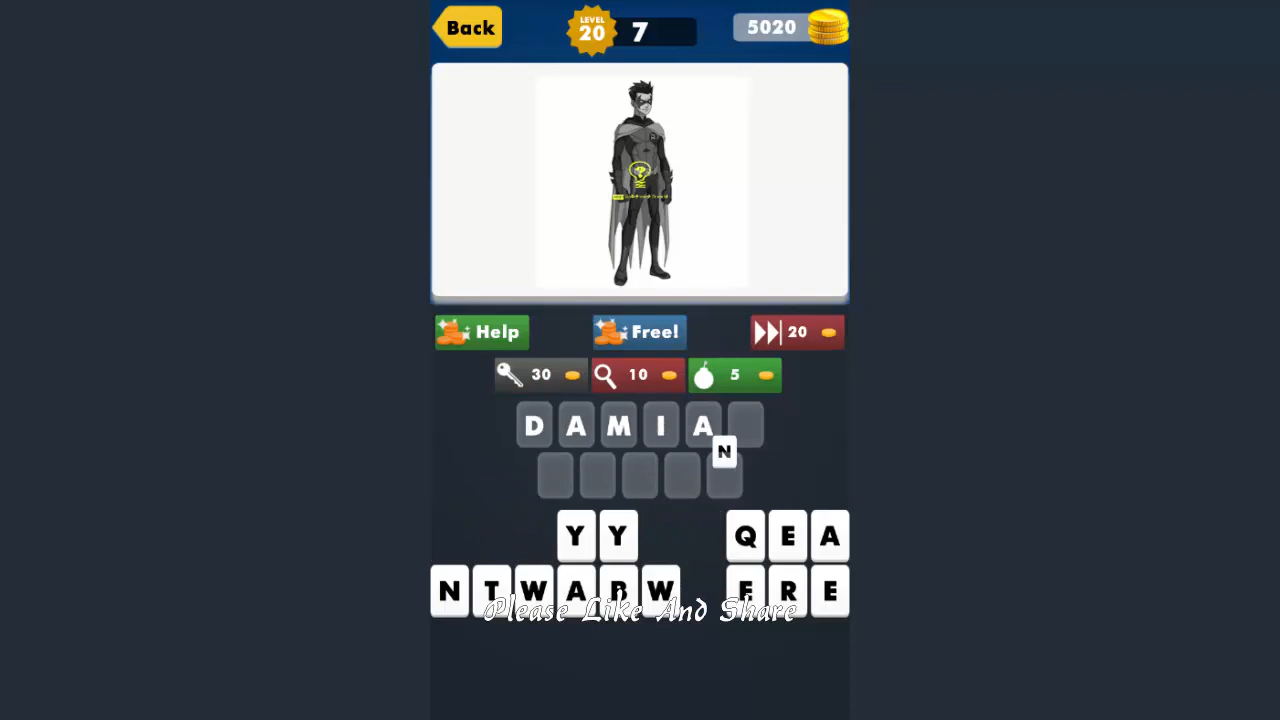 Back
LEVEL
20
7
5020
Help
Free!
20
30
10
5
D A M I A
N
Y Y Q E A
N T W A B W E R E
Please Like And Share